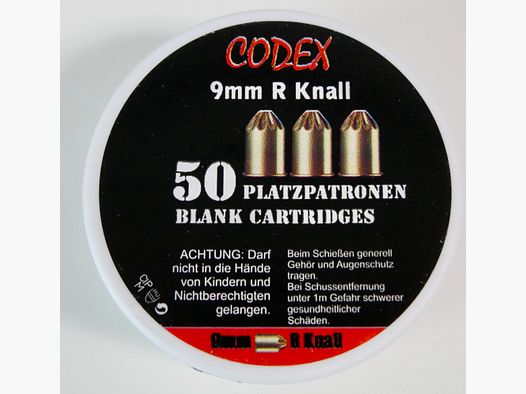 CODEX
9mm R Knall
50 PLATZPATRONEN
BLANK CARTRIDGES
ACHTUNG: Darf
nicht in die Hände
von Kindern und
Nichtberechtigten
gelangen.
Beim Schießen generell
Gehör und Augenschutz
tragen.
Bei Schussentfernung
unter 1m Gefahr schwerer
gesundheitlicher
Schäden.
CIP
M
9mm R Knall